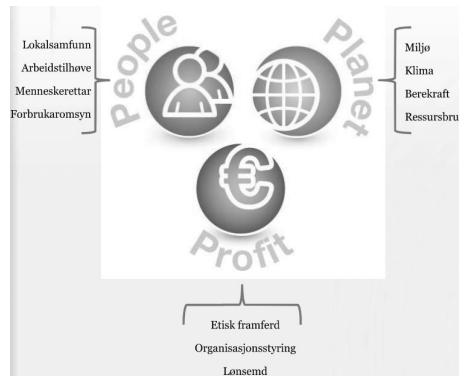 People
Lokalsamfunn
Arbeidstilhøve
Menneskerettar
Forbrukaromsyn
Planet
Miljø
Klima
Berekraft
Ressursbru
Profit
Etisk framferd
Organisasjonsstyring
Lønsemd